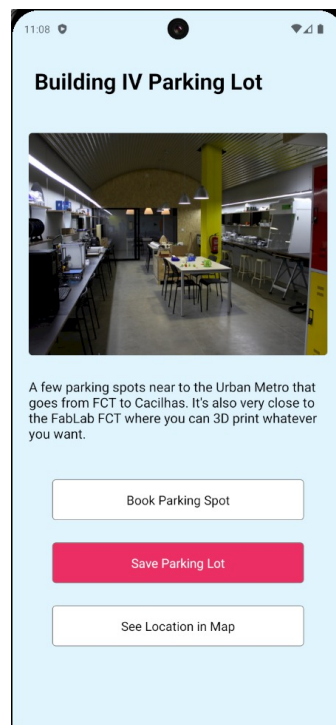 11:08
Building IV Parking Lot
A few parking spots near to the Urban Metro that
goes from FCT to Cacilhas. It's also very close to
the FabLab FCT where you can 3D print whatever
you want.
Book Parking Spot
Save Parking Lot
See Location in Map